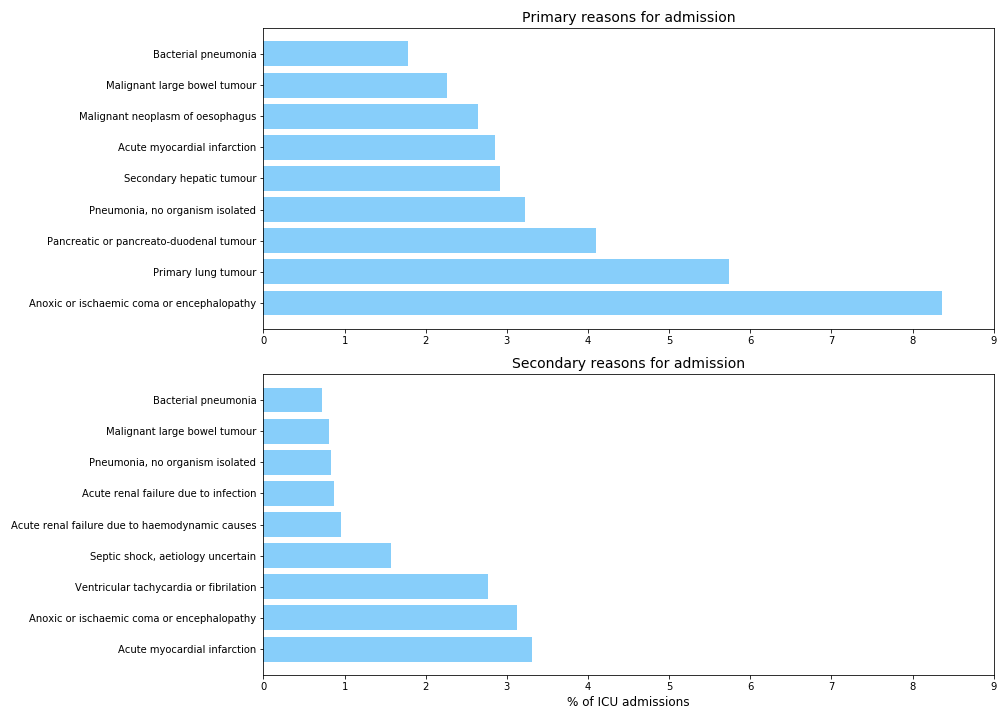 Primary reasons for admission
Bacterial pneumonia
Malignant large bowel tumour
Malignant neoplasm of oesophagus
Acute myocardial infarction
Secondary hepatic tumour
Pneumonia, no organism isolated
Pancreatic or pancreato-duodenal tumour
Primary lung tumour
Anoxic or ischaemic coma or encephalopathy
0 1 2 3 4 5 6 7 8 9
Secondary reasons for admission
Bacterial pneumonia
Malignant large bowel tumour
Pneumonia, no organism isolated
Acute renal failure due to infection
Acute renal failure due to haemodynamic causes
Septic shock, aetiology uncertain
Ventricular tachycardia or fibrilation
Anoxic or ischaemic coma or encephalopathy
Acute myocardial infarction
0 1 2 3 4 5 6 7 8 9
% of ICU admissions